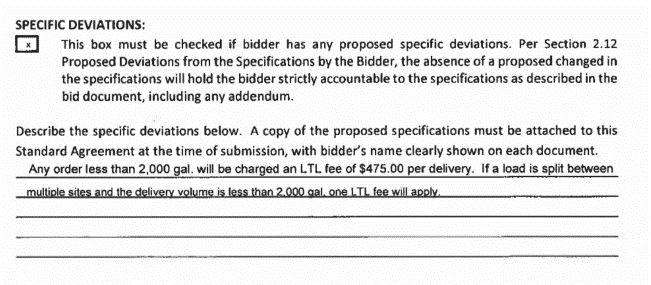 SPECIFIC DEVIATIONS:
x This box must be checked if bidder has any proposed specific deviations. Per Section 2.12
Proposed Deviations from the Specifications by the Bidder, the absence of a proposed changed in
the specifications will hold the bidder strictly accountable to the specifications as described in the
bid document, including any addendum.
Describe the specific deviations below. A copy of the proposed specifications must be attached to this
Standard Agreement at the time of submission, with bidder's name clearly shown on each document.
Any order less than 2,000 gal. will be charged an LTL fee of $475.00 per delivery. If a load is split between
multiple sites and the delivery volume is less than 2,000 gal. one LTL fee will apply.